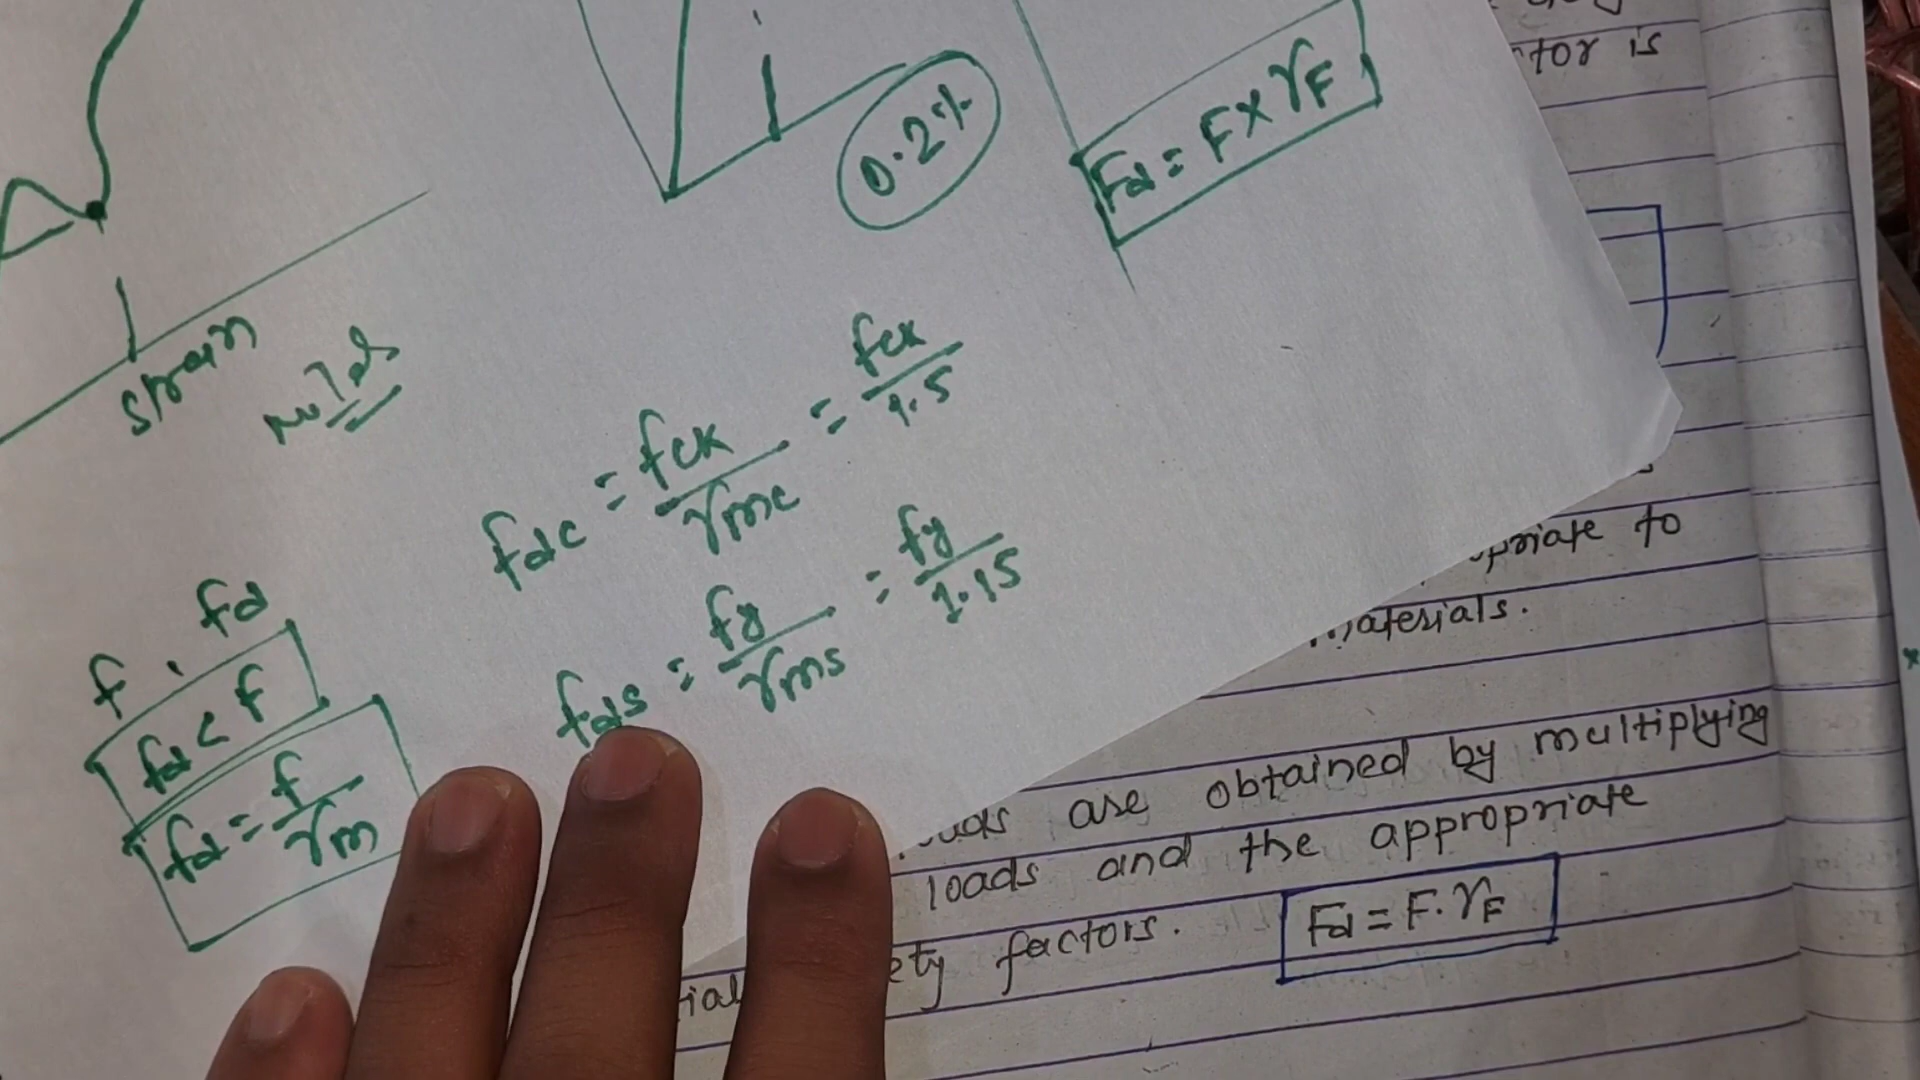 tor is
0.2%
Fd = F x γF
strain
fdc = fck / γmc = fck / 1.5
fds = fy / γms = fy / 1.15
f . fd
fd < f
fd = f / γm
priate to
materials.
are obtained by multiplying
loads and the appropriate
ety factors. Fd = F. γF